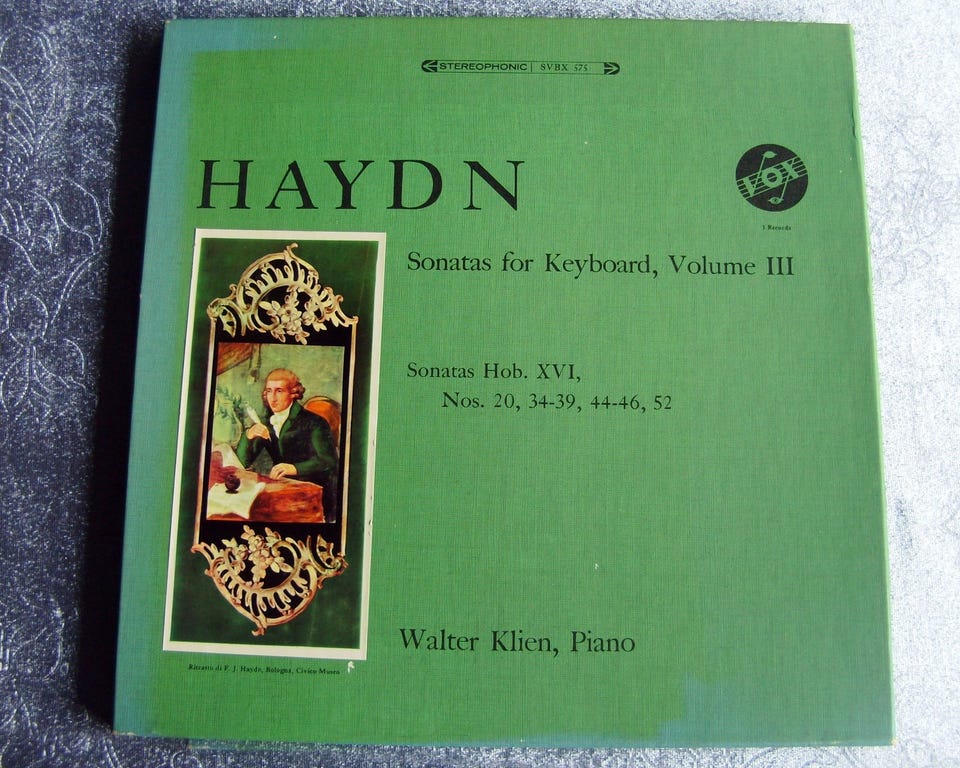 STEREOPHONIC | SVBX 575
HAYDN
VOX
3 Records
Sonatas for Keyboard, Volume III
Sonatas Hob. XVI,
Nos. 20, 34-39, 44-46, 52
Walter Klien, Piano
Ritratto di F. J. Haydn, Bologna, Civico Museo